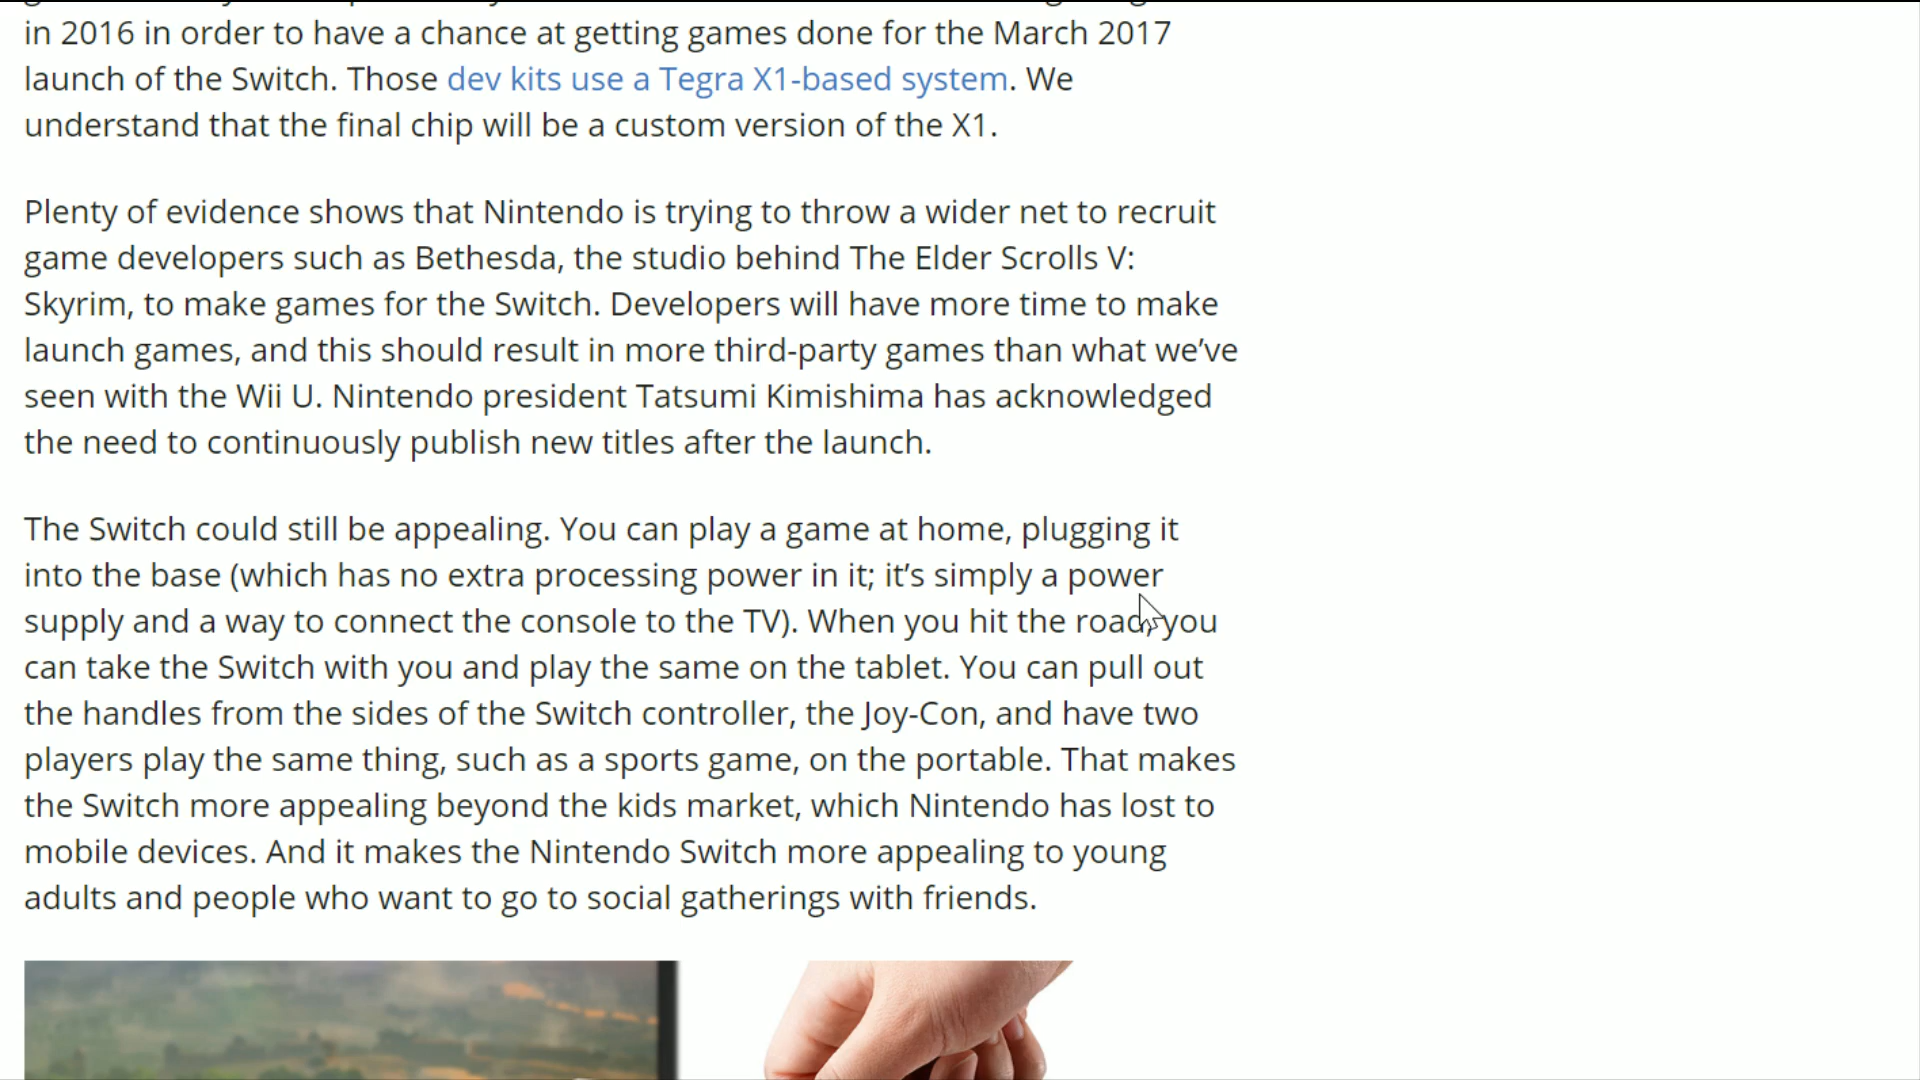 in 2016 in order to have a chance at getting games done for the March 2017
launch of the Switch. Those dev kits use a Tegra X1-based system. We
understand that the final chip will be a custom version of the X1.
Plenty of evidence shows that Nintendo is trying to throw a wider net to recruit
game developers such as Bethesda, the studio behind The Elder Scrolls V:
Skyrim, to make games for the Switch. Developers will have more time to make
launch games, and this should result in more third-party games than what we’ve
seen with the Wii U. Nintendo president Tatsumi Kimishima has acknowledged
the need to continuously publish new titles after the launch.
The Switch could still be appealing. You can play a game at home, plugging it
into the base (which has no extra processing power in it; it’s simply a power
supply and a way to connect the console to the TV). When you hit the road, you
can take the Switch with you and play the same on the tablet. You can pull out
the handles from the sides of the Switch controller, the Joy-Con, and have two
players play the same thing, such as a sports game, on the portable. That makes
the Switch more appealing beyond the kids market, which Nintendo has lost to
mobile devices. And it makes the Nintendo Switch more appealing to young
adults and people who want to go to social gatherings with friends.